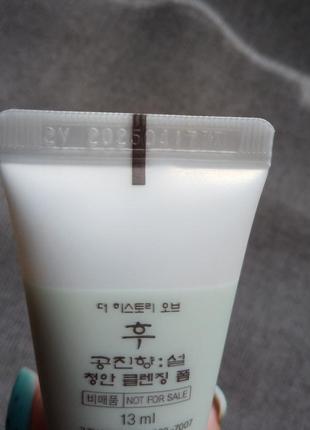 더 히스토리 오브
후
공진향:설
청안 클렌징 폼
비매품 NOT FOR SALE
13 ml